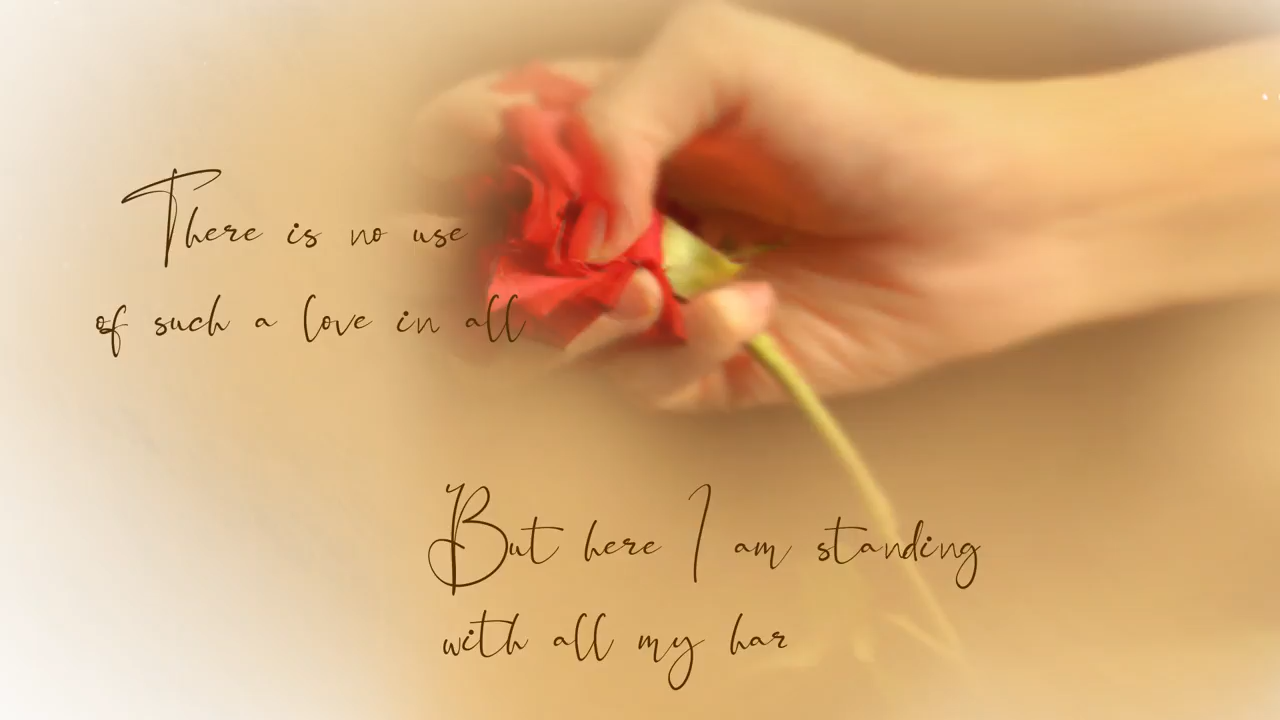 There is no use
of such a love in all
But here I am standing
with all my har